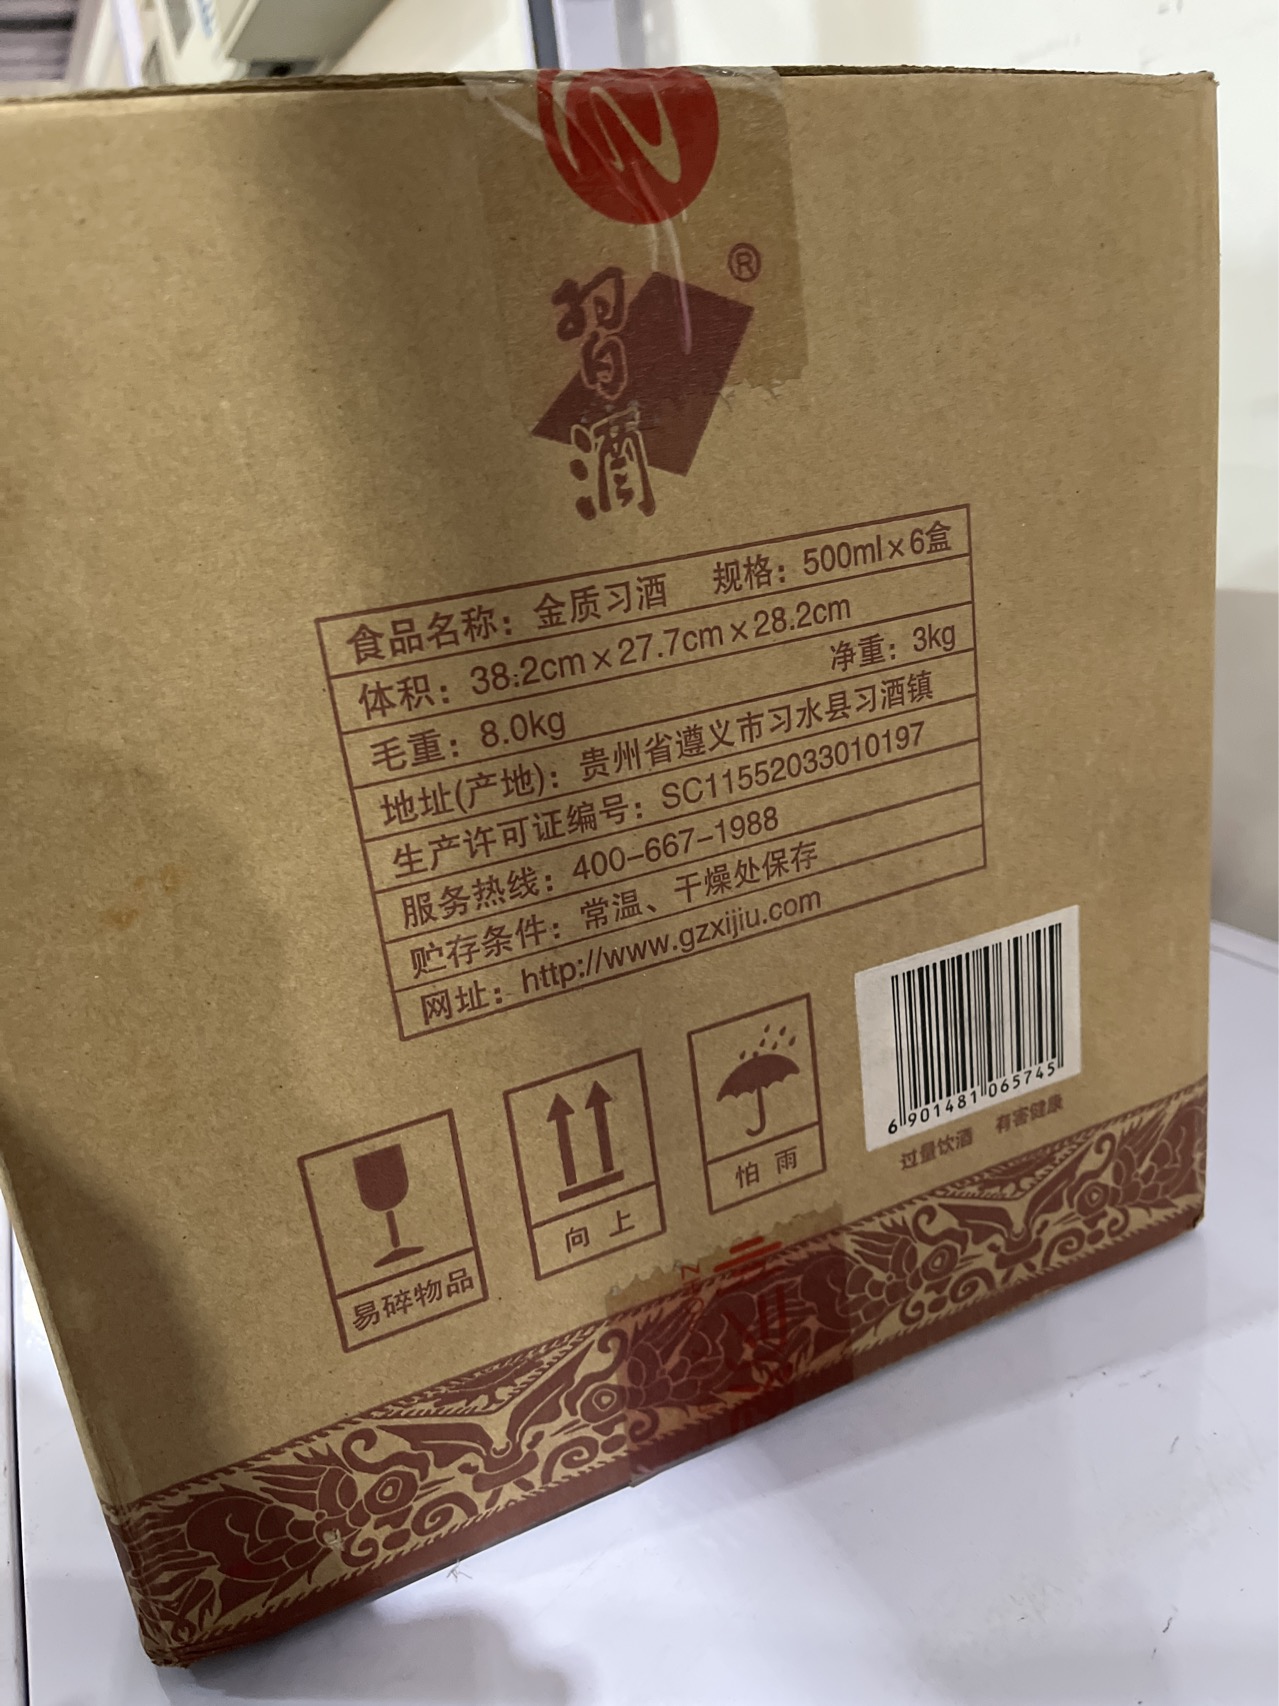 習酒®
食品名称：金质习酒 规格：500ml×6盒
体积：38.2cm×27.7cm×28.2cm
毛重：8.0kg 净重：3kg
地址(产地)：贵州省遵义市习水县习酒镇
生产许可证编号：SC11552033010197
服务热线：400-667-1988
贮存条件：常温、干燥处保存
网址：http://www.gzxijiu.com
易碎物品
向上
怕雨
6 901481 065745
过量饮酒 有害健康